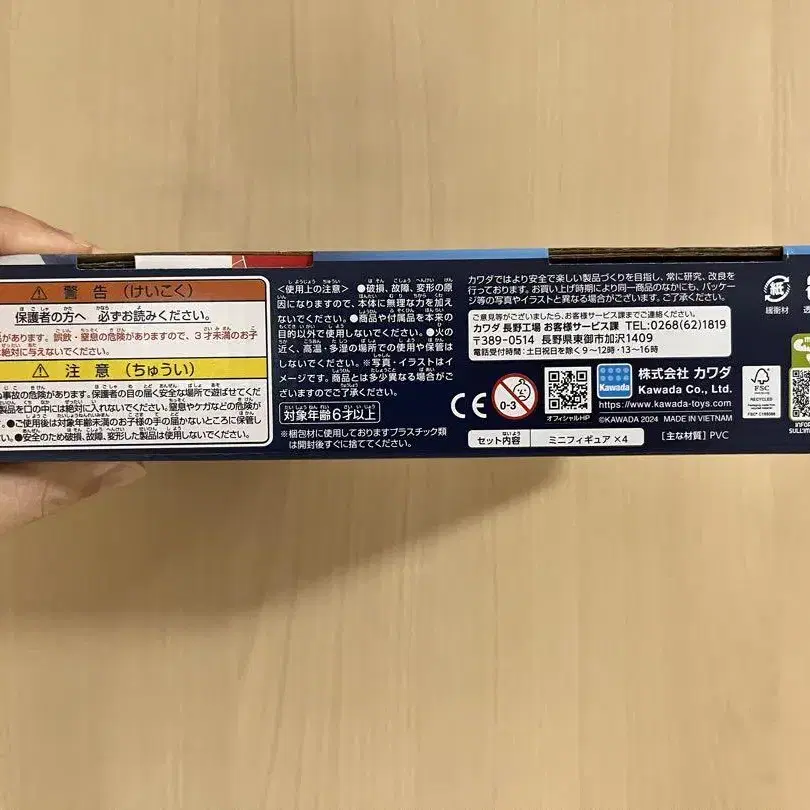 ⚠ 警告（けいこく）
保護者の方へ 必ずお読みください。
があります。誤飲、窒息の危険がありますので、3才未満のお子
絶対に与えないでください。
⚠ 注意（ちゅうい）
事故の危険があります。保護者の目の届く安全な場所で遊ばせてくだ
製品を口の中には絶対に入れないでください。窒息やケガなどの危険が
●ご使用後は対象年齢未満のお子様の手の届かないところに保管し
●安全のため破損、故障、変形した製品は使用しないでください。
＜使用上の注意＞ ●破損、故障、変形の原
因になりますので、本体に無理な力を加え
ないでください。●商品や付属品を本来の
目的以外で使用しないでください。●火の
近く、高温・多湿の場所での使用や保管は
しないでください。※写真・イラストはイ
メージです。商品とは多少異なる場合がご
ざいますので、ご了承ください。
対象年齢6才以上
※梱包材に使用しておりますプラスチック類
は開封後すぐに捨ててください。
カワダではより安全で楽しい製品づくりを目指し、常に研究、改良を
行っております。お買い上げ時期により同一商品のなかにも、パッケー
ジ等の写真やイラストと異なる場合がございます。ご了承ください。
ご意見等がございましたら、お客様サービス課までご連絡ください。
カワダ 長野工場 お客様サービス課 TEL:0268(62)1819
〒389-0514 長野県東御市加沢1409
電話受付時間:土日祝日を除く9～12時・13～16時
CE
0-3
オフィシャルHP
Kawada
株式会社 カワダ
Kawada Co., Ltd.
https://www.kawada-toys.com
©KAWADA 2024 MADE IN VIETNAM
セット内容 ミニフィギュア ×4
[主な材質] PVC
紙
緩衝材
FSC
RECYCLED